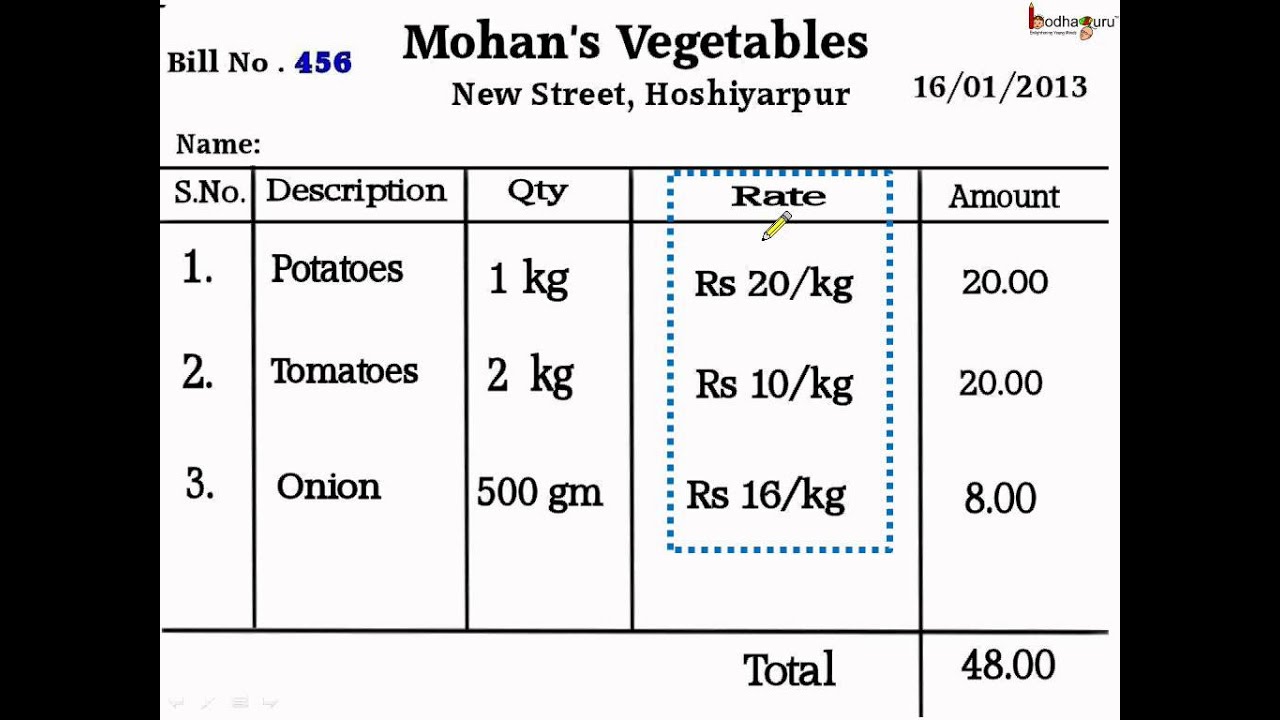 bodhaguru
Bill No . 456
Mohan's Vegetables
New Street, Hoshiyarpur
16/01/2013
Name:
S.No. Description Qty Rate Amount
1. Potatoes 1 kg Rs 20/kg 20.00
2. Tomatoes 2 kg Rs 10/kg 20.00
3. Onion 500 gm Rs 16/kg 8.00
Total 48.00